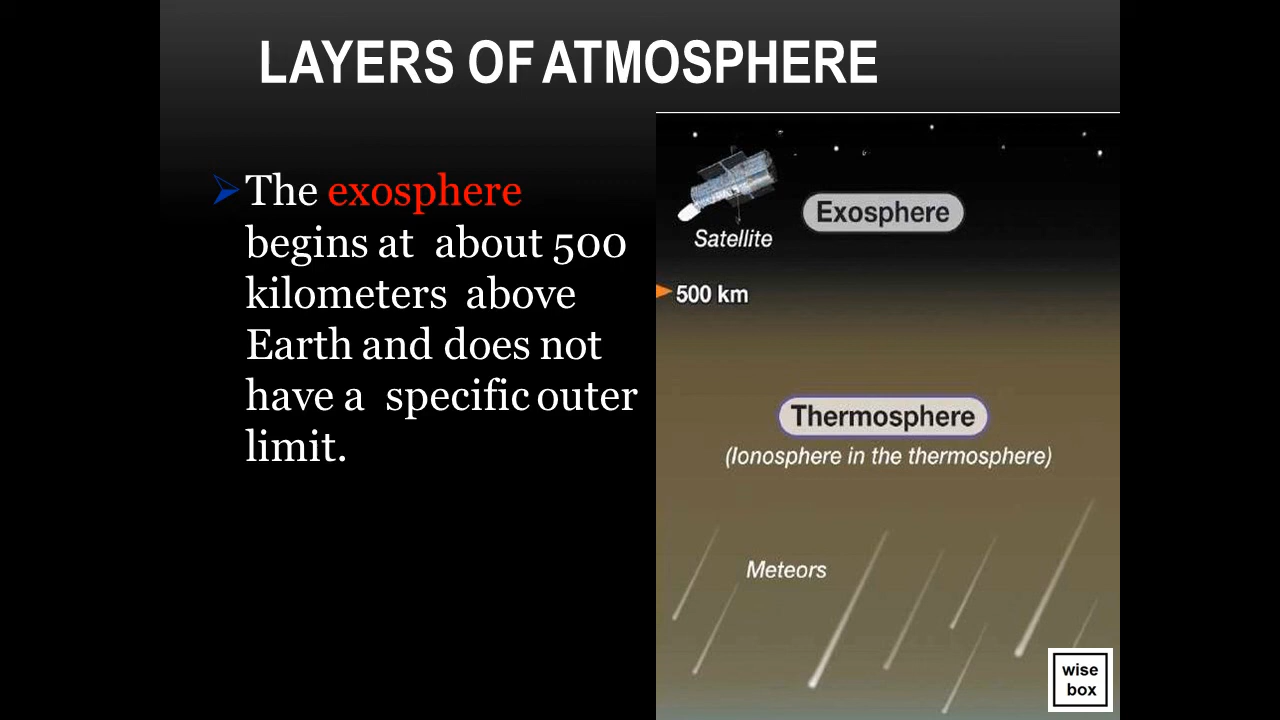 LAYERS OF ATMOSPHERE
The exosphere
begins at about 500
kilometers above
Earth and does not
have a specific outer
limit.
Exosphere
Satellite
500 km
Thermosphere
(Ionosphere in the thermosphere)
Meteors
wise
box